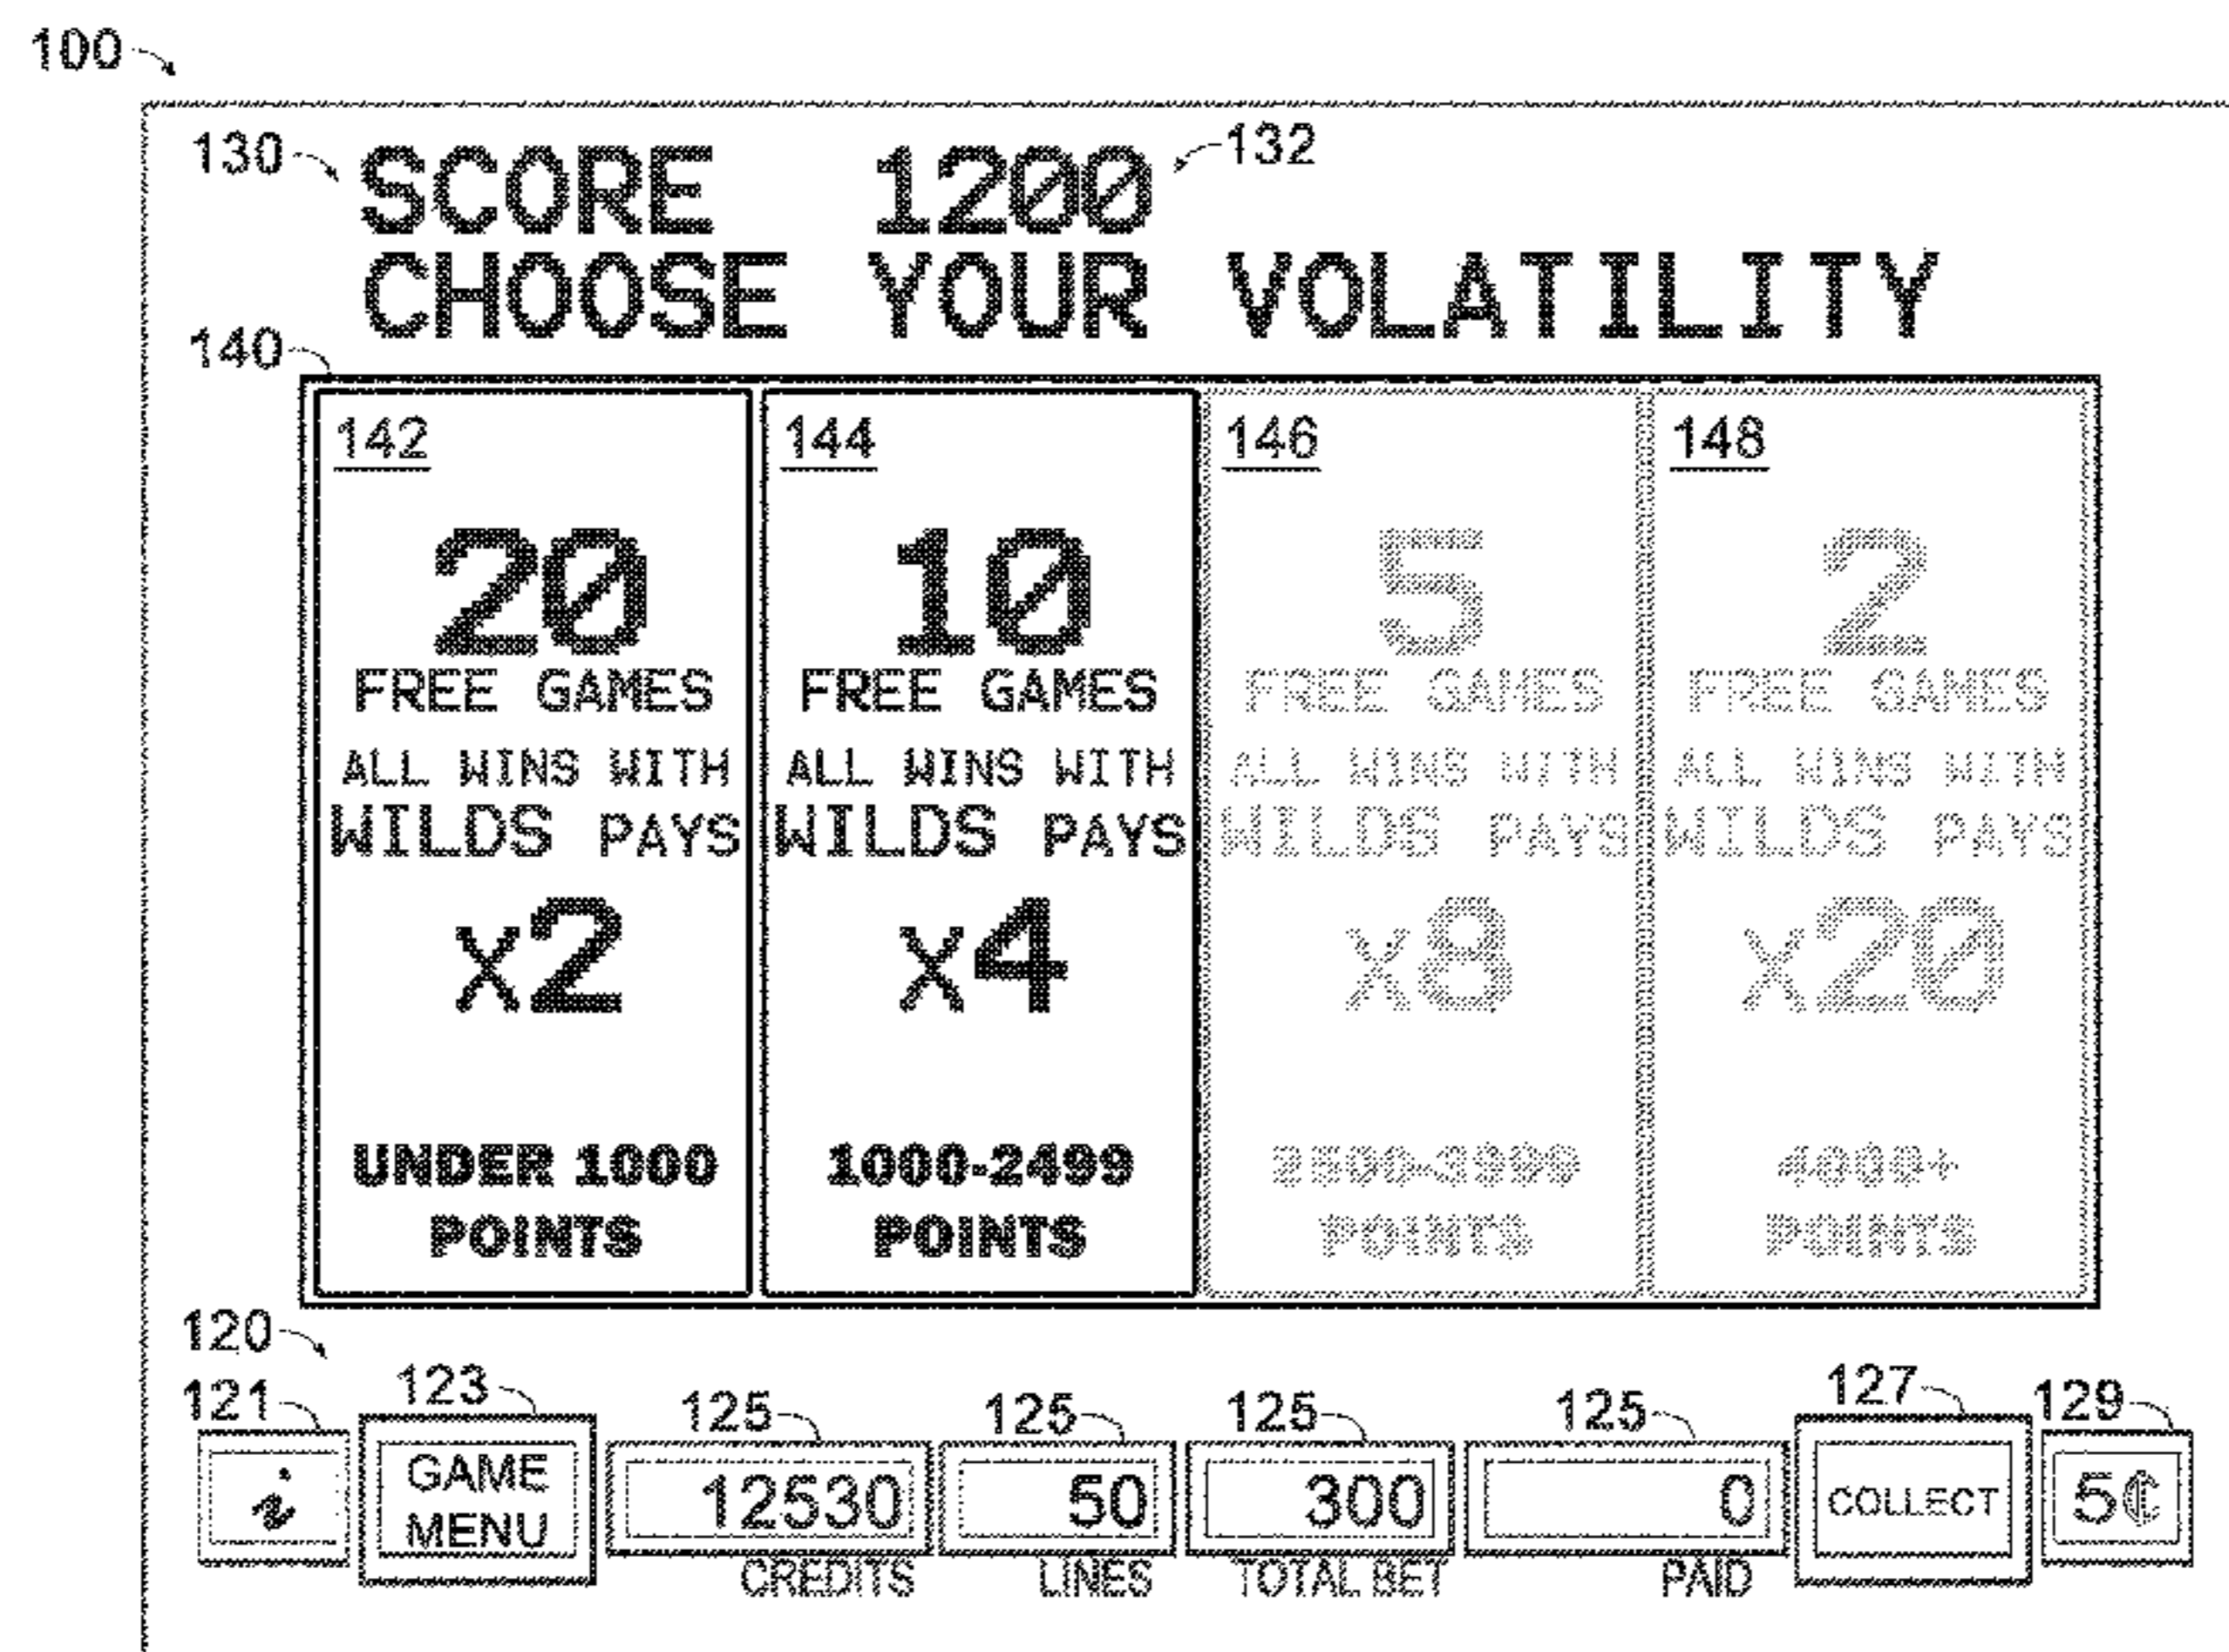 100
130 SCORE 1200 132
CHOOSE YOUR VOLATILITY
140
142 144 146 148
20 10 5 2
FREE GAMES FREE GAMES FREE GAMES FREE GAMES
ALL WINS WITH ALL WINS WITH ALL WINS WITH ALL WINS WITH
WILDS PAYS WILDS PAYS WILDS PAYS WILDS PAYS
x2 x4 x8 x20
UNDER 1000 1000-2499 2500-3999 4000+
POINTS POINTS POINTS POINTS
120
121 123 125 125 125 125 127 129
i GAME MENU 12530 50 300 0 COLLECT 5¢
CREDITS LINES TOTAL BET PAID